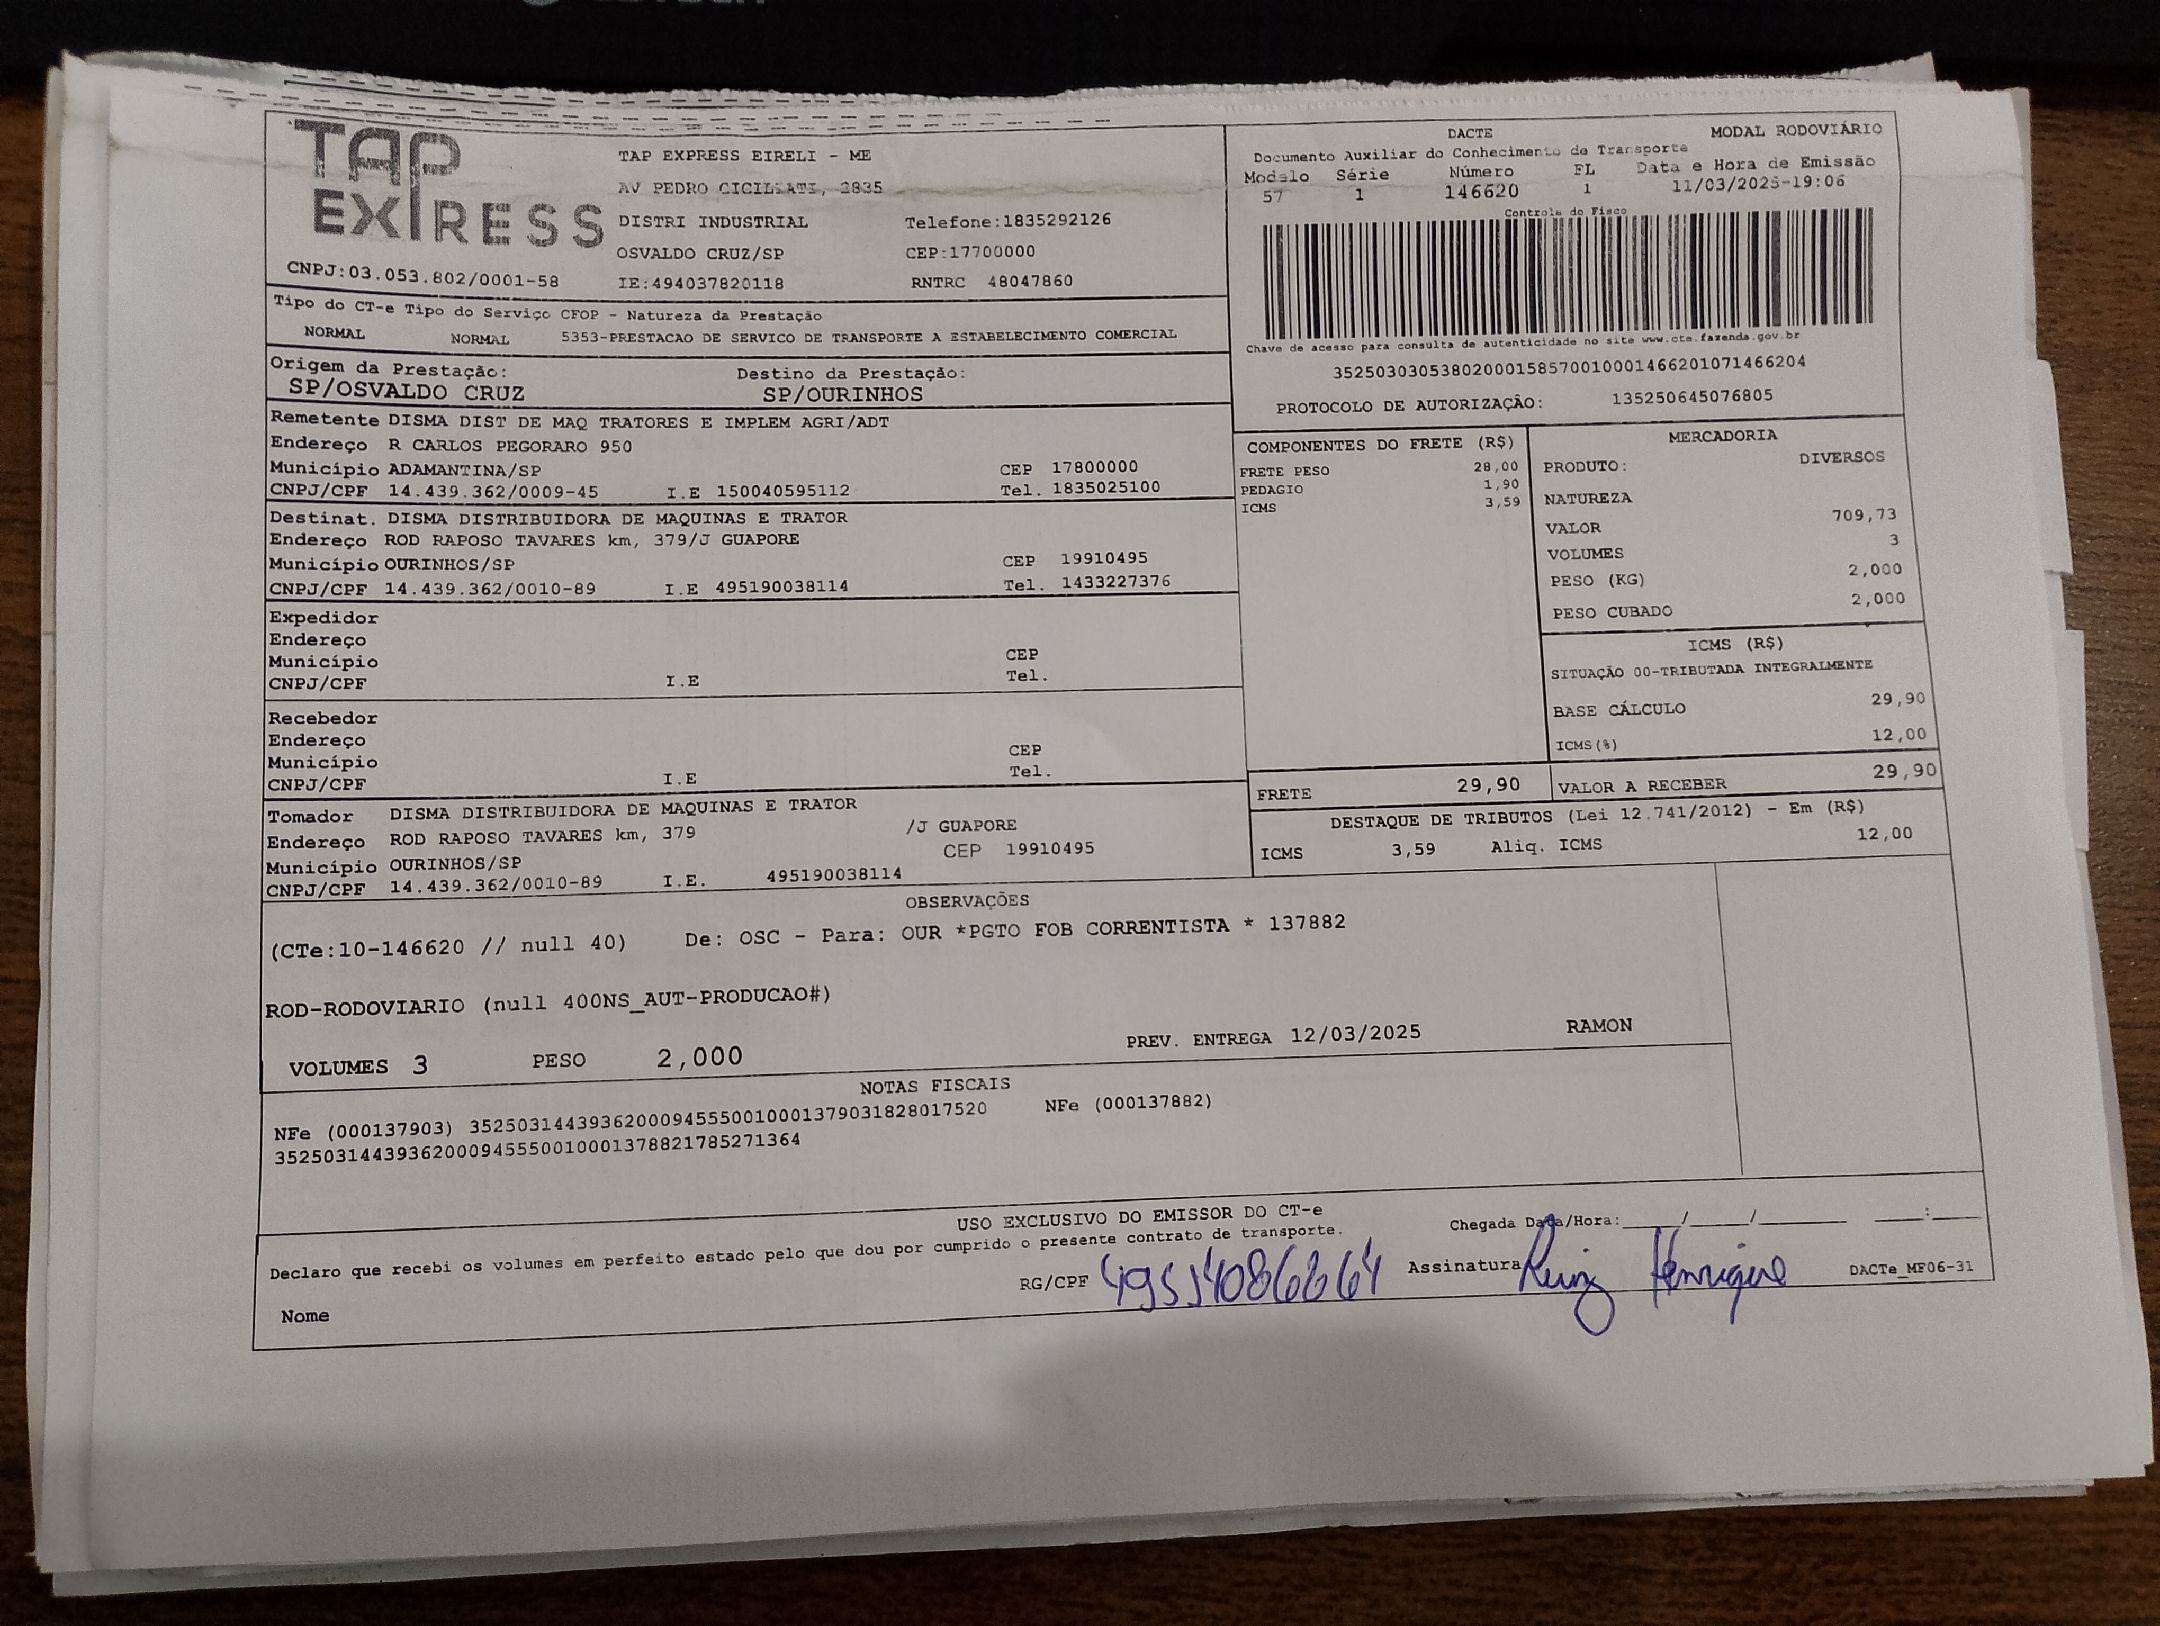 TAP
EXPRESS
CNPJ:03.053.802/0001-58
TAP EXPRESS EIRELI - ME
AV PEDRO CICILIATI, 2835
DISTRI INDUSTRIAL Telefone:1835292126
OSVALDO CRUZ/SP CEP:17700000
IE:494037820118 RNTRC 48047860
DACTE MODAL RODOVIÁRIO
Documento Auxiliar do Conhecimento de Transporte
Modelo Série Número FL Data e Hora de Emissão
57 1 146620 1 11/03/2025-19:06
Controle do Fisco
Chave de acesso para consulta de autenticidade no site www.cte.fazenda.gov.br
35250303053802000158570010001466201071466204
PROTOCOLO DE AUTORIZAÇÃO: 135250645076805
Tipo do CT-e Tipo do Serviço CFOP - Natureza da Prestação
NORMAL NORMAL 5353-PRESTACAO DE SERVICO DE TRANSPORTE A ESTABELECIMENTO COMERCIAL
Origem da Prestação: Destino da Prestação:
SP/OSVALDO CRUZ SP/OURINHOS
Remetente DISMA DIST DE MAQ TRATORES E IMPLEM AGRI/ADT
Endereço R CARLOS PEGORARO 950
Município ADAMANTINA/SP CEP 17800000
CNPJ/CPF 14.439.362/0009-45 I.E 150040595112 Tel. 1835025100
Destinat. DISMA DISTRIBUIDORA DE MAQUINAS E TRATOR
Endereço ROD RAPOSO TAVARES km, 379/J GUAPORE
Município OURINHOS/SP CEP 19910495
CNPJ/CPF 14.439.362/0010-89 I.E 495190038114 Tel. 1433227376
Expedidor
Endereço
Município CEP
CNPJ/CPF I.E Tel.
Recebedor
Endereço
Município CEP
CNPJ/CPF I.E Tel.
Tomador DISMA DISTRIBUIDORA DE MAQUINAS E TRATOR
Endereço ROD RAPOSO TAVARES km, 379 /J GUAPORE
Município OURINHOS/SP CEP 19910495
CNPJ/CPF 14.439.362/0010-89 I.E. 495190038114
COMPONENTES DO FRETE (R$)
FRETE PESO 28,00
PEDAGIO 1,90
ICMS 3,59
MERCADORIA
PRODUTO: DIVERSOS
NATUREZA
VALOR 709,73
VOLUMES 3
PESO (KG) 2,000
PESO CUBADO 2,000
ICMS (R$)
SITUAÇÃO 00-TRIBUTADA INTEGRALMENTE
BASE CÁLCULO 29,90
ICMS(%) 12,00
FRETE 29,90 VALOR A RECEBER 29,90
DESTAQUE DE TRIBUTOS (Lei 12.741/2012) - Em (R$)
ICMS 3,59 Aliq. ICMS 12,00
OBSERVAÇÕES
(CTe:10-146620 // null 40) De: OSC - Para: OUR *PGTO FOB CORRENTISTA * 137882
ROD-RODOVIARIO (null 400NS_AUT-PRODUCAO#)
VOLUMES 3 PESO 2,000 PREV. ENTREGA 12/03/2025 RAMON
NOTAS FISCAIS
NFe (000137903) 35250314439362000945550010001379031828017520 NFe (000137882)
35250314439362000945550010001378821785271364
USO EXCLUSIVO DO EMISSOR DO CT-e
Declaro que recebi os volumes em perfeito estado pelo que dou por cumprido o presente contrato de transporte.
Chegada Data/Hora:____/____/______ ___:___
Nome RG/CPF Assinatura Henrique DACTe_MF06-31